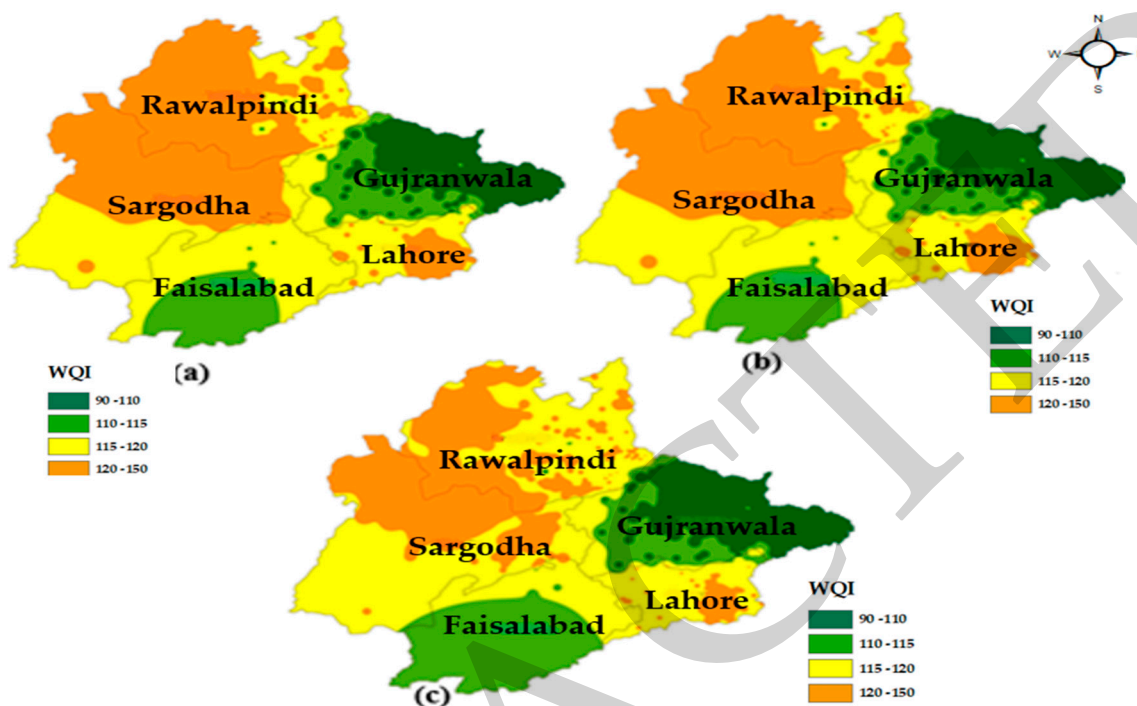 N
W
S
Rawalpindi
Gujranwala
Sargodha
Lahore
Faisalabad
(a)
WQI
90 -110
110 -115
115 -120
120 -150
Rawalpindi
Gujranwala
Sargodha
Lahore
Faisalabad
(b)
WQI
90 -110
110 -115
115 -120
120 -150
Rawalpindi
Gujranwala
Sargodha
Lahore
Faisalabad
(c)
WQI
90 -110
110 -115
115 -120
120 -150